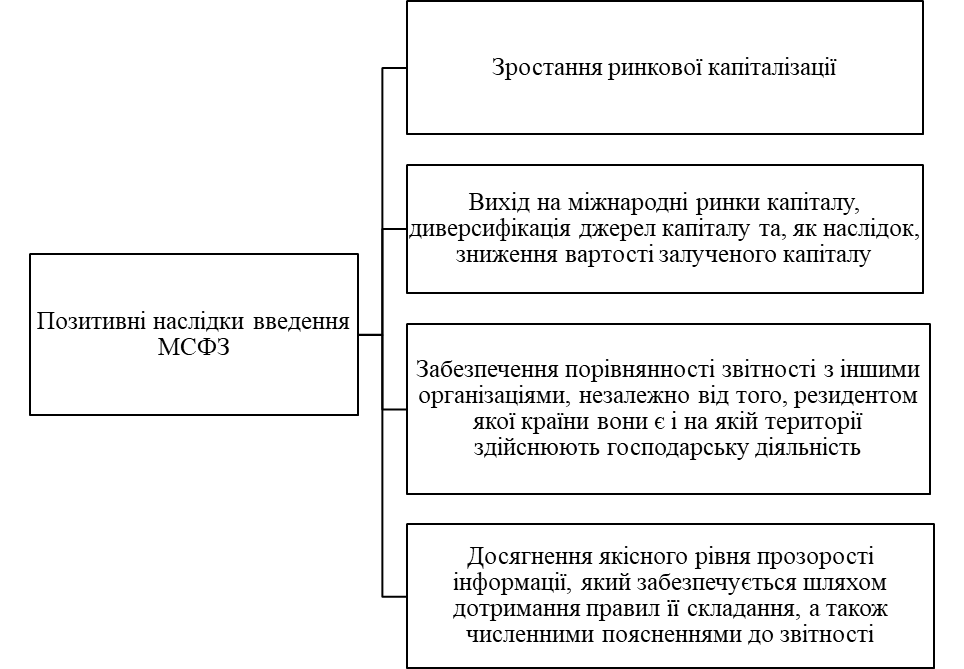 Позитивні наслідки введення
МСФЗ
Зростання ринкової капіталізації
Вихід на міжнародні ринки капіталу,
диверсифікація джерел капіталу та, як наслідок,
зниження вартості залученого капіталу
Забезпечення порівнянності звітності з іншими
організаціями, незалежно від того, резидентом
якої країни вони є і на якій території
здійснюють господарську діяльність
Досягнення якісного рівня прозорості
інформації, який забезпечується шляхом
дотримання правил її складання, а також
численними поясненнями до звітності